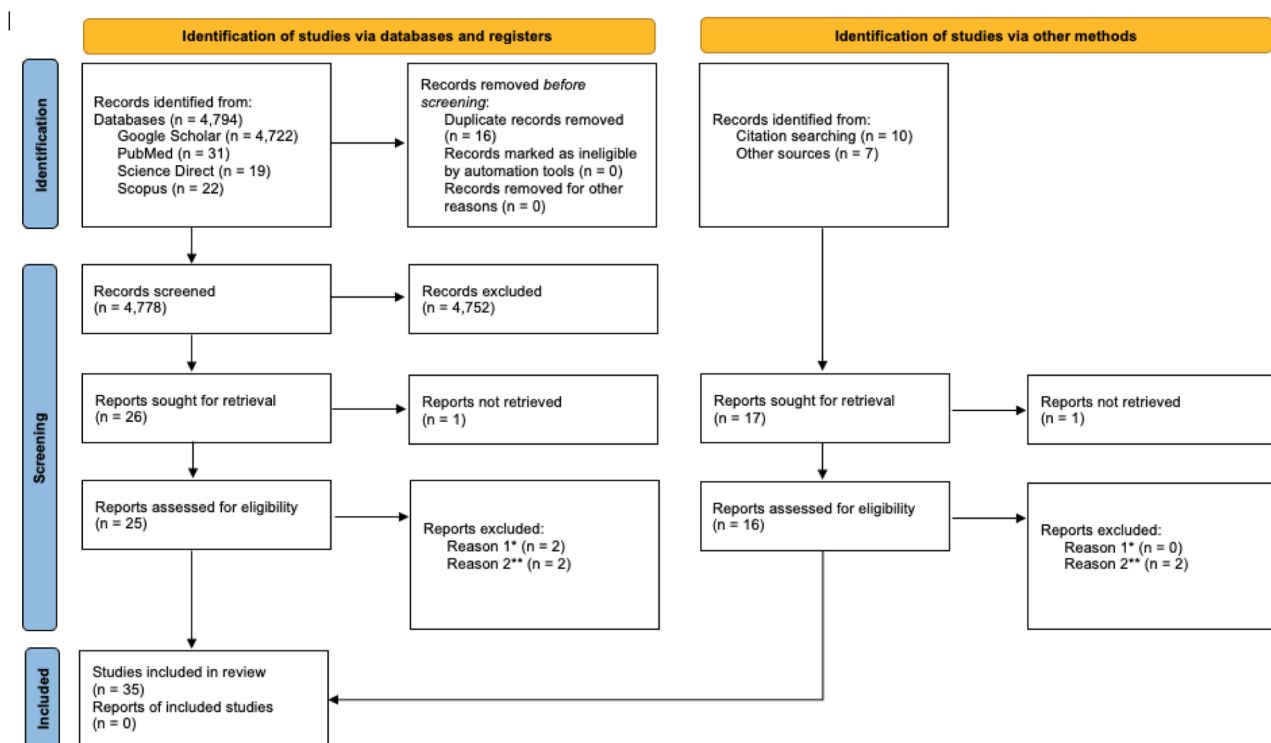 Identification of studies via databases and registers
Identification of studies via other methods
Identification
Records identified from:
Databases (n = 4,794)
Google Scholar (n = 4,722)
PubMed (n = 31)
Science Direct (n = 19)
Scopus (n = 22)
Records removed before
screening:
Duplicate records removed
(n = 16)
Records marked as ineligible
by automation tools (n = 0)
Records removed for other
reasons (n = 0)
Records identified from:
Citation searching (n = 10)
Other sources (n = 7)
Screening
Records screened
(n = 4,778)
Records excluded
(n = 4,752)
Reports sought for retrieval
(n = 26)
Reports not retrieved
(n = 1)
Reports sought for retrieval
(n = 17)
Reports not retrieved
(n = 1)
Reports assessed for eligibility
(n = 25)
Reports excluded:
Reason 1* (n = 2)
Reason 2** (n = 2)
Reports assessed for eligibility
(n = 16)
Reports excluded:
Reason 1* (n = 0)
Reason 2** (n = 2)
Included
Studies included in review
(n = 35)
Reports of included studies
(n = 0)